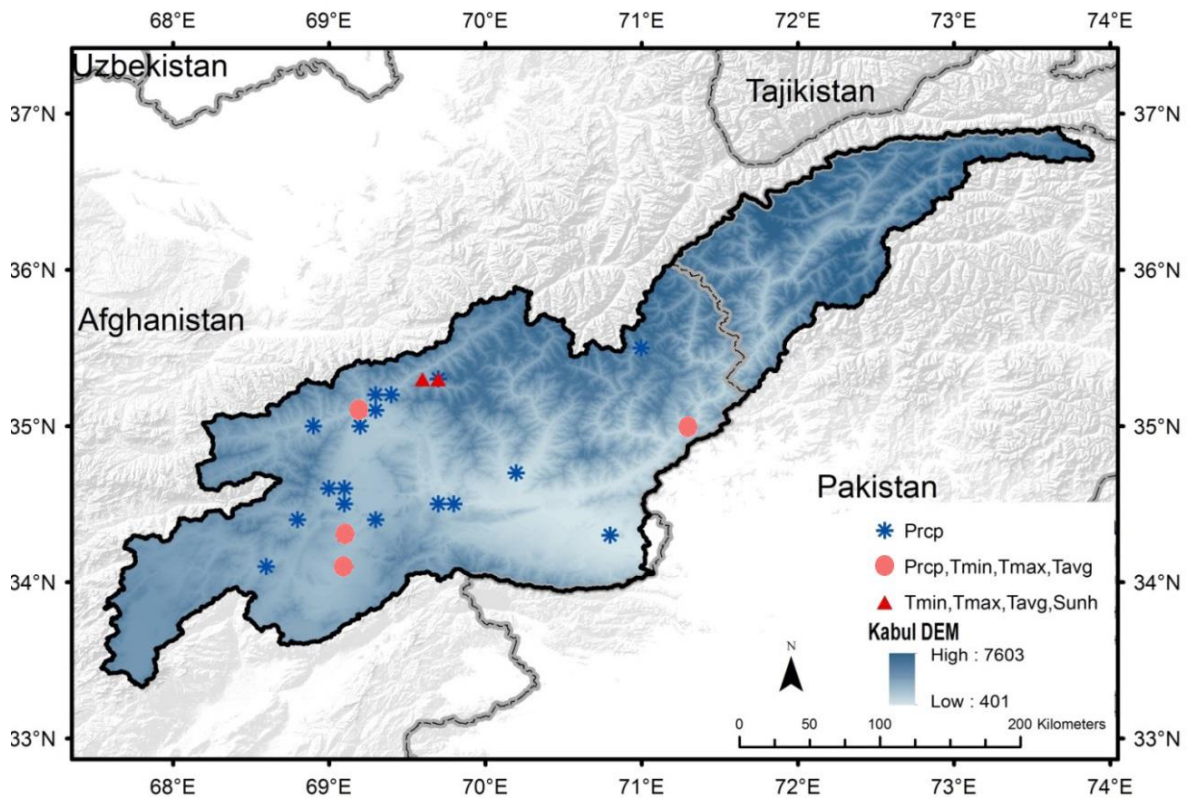 68°E 69°E 70°E 71°E 72°E 73°E 74°E
Uzbekistan
Tajikistan
37°N 37°N
36°N 36°N
Afghanistan
35°N 35°N
Pakistan
Prcp
Prcp,Tmin,Tmax,Tavg
34°N 34°N
Tmin,Tmax,Tavg,Sunh
Kabul DEM
High : 7603
N
Low : 401
0 50 100 200 Kilometers
33°N 33°N
68°E 69°E 70°E 71°E 72°E 73°E 74°E